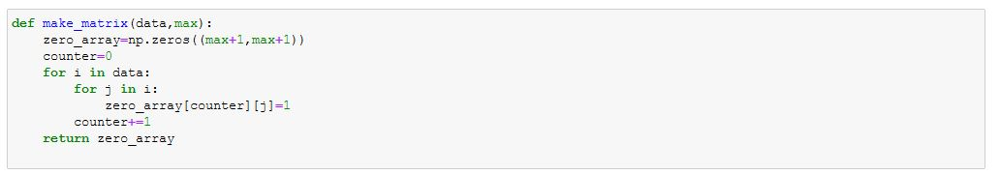 def make_matrix(data,max):
    zero_array=np.zeros((max+1,max+1))
    counter=0
    for i in data:
        for j in i:
            zero_array[counter][j]=1
        counter+=1
    return zero_array